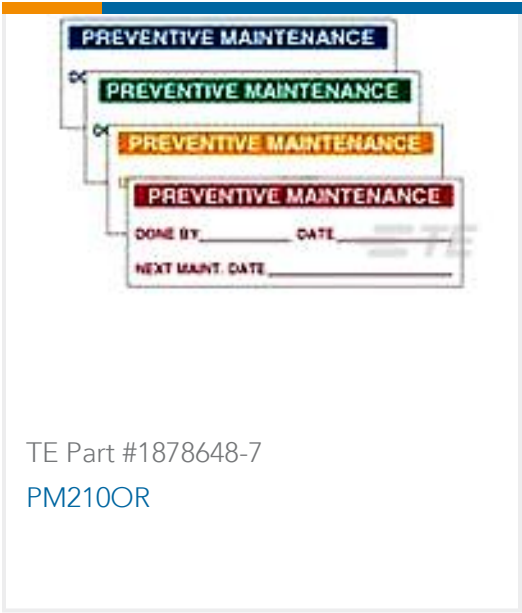 PREVENTIVE MAINTENANCE
PREVENTIVE MAINTENANCE
PREVENTIVE MAINTENANCE
PREVENTIVE MAINTENANCE
DONE BY DATE
NEXT MAINT. DATE
TE
TE Part #1878648-7
PM210OR